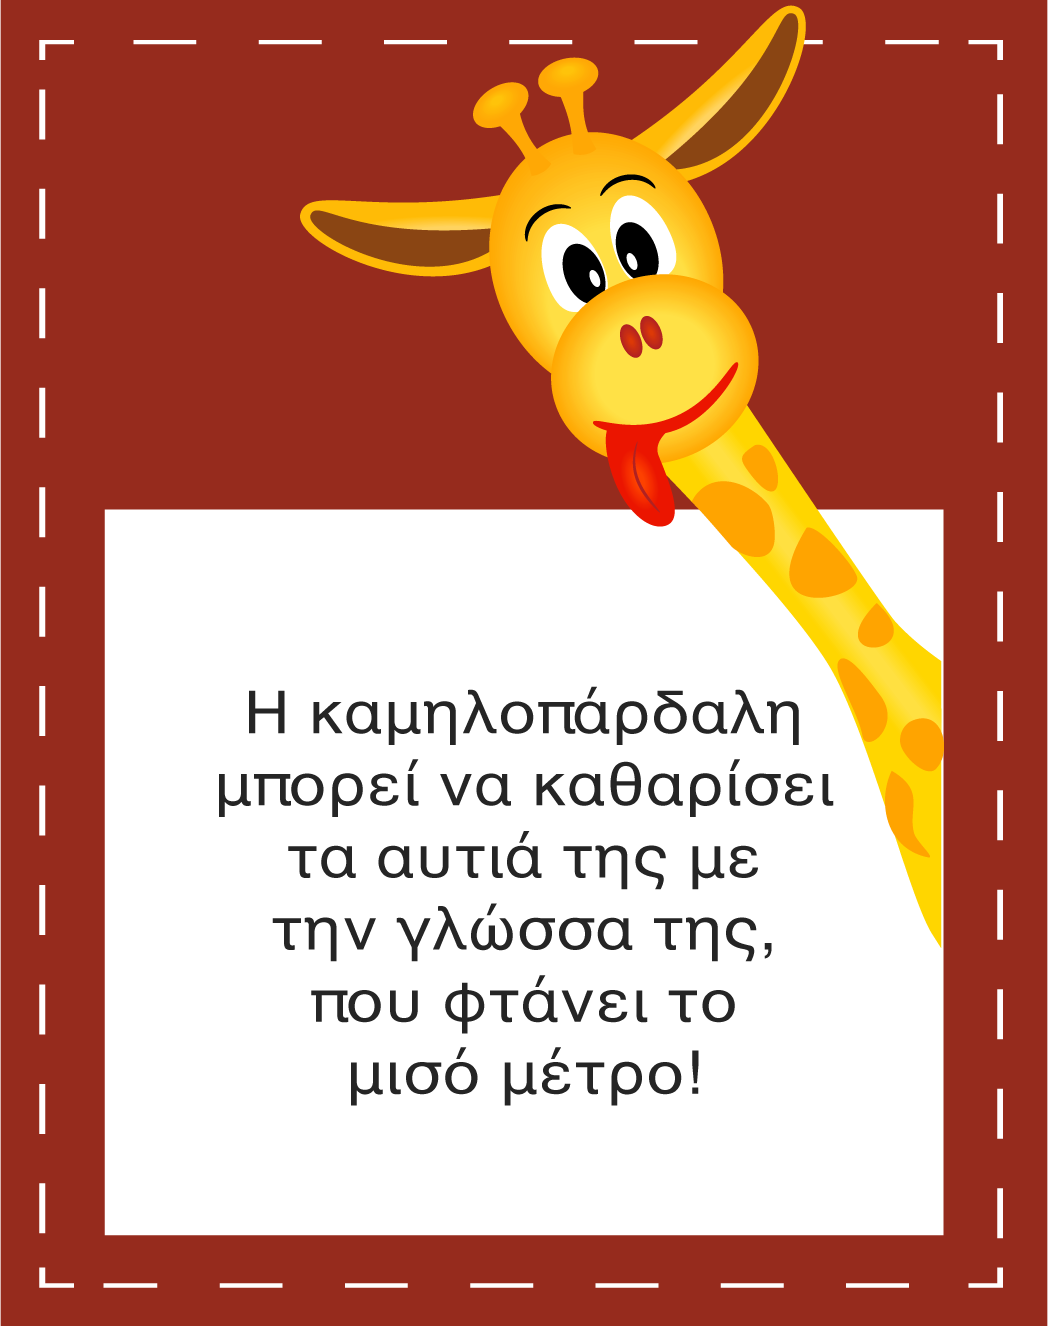 Η καμηλοπάρδαλη
μπορεί να καθαρίσει
τα αυτιά της με
την γλώσσα της,
που φτάνει το
μισό μέτρο!